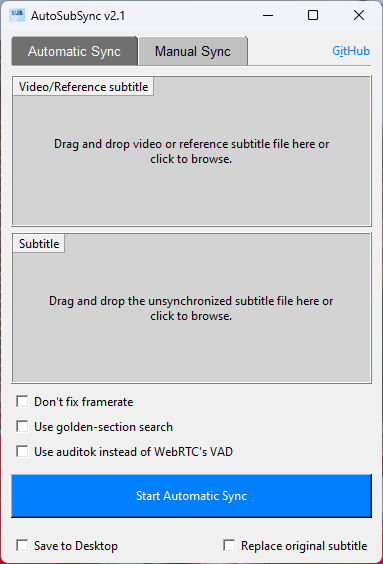 SUB
AutoSubSync v2.1
Automatic Sync
Manual Sync
GitHub
Video/Reference subtitle
Drag and drop video or reference subtitle file here or
click to browse.
Subtitle
Drag and drop the unsynchronized subtitle file here or
click to browse.
Don't fix framerate
Use golden-section search
Use auditok instead of WebRTC's VAD
Start Automatic Sync
Save to Desktop
Replace original subtitle